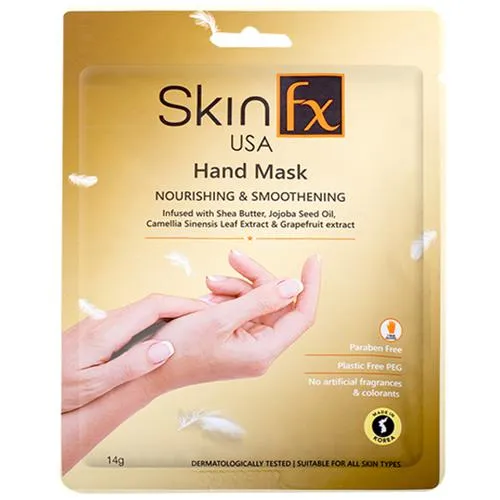 Skin fx
USA
Hand Mask
NOURISHING & SMOOTHENING
Infused with Shea Butter, Jojoba Seed Oil,
Camellia Sinensis Leaf Extract & Grapefruit extract
Paraben Free
Plastic Free PEG
No artificial fragrances
& colorants
MADE IN
KOREA
14g
DERMATOLOGICALLY TESTED | SUITABLE FOR ALL SKIN TYPES